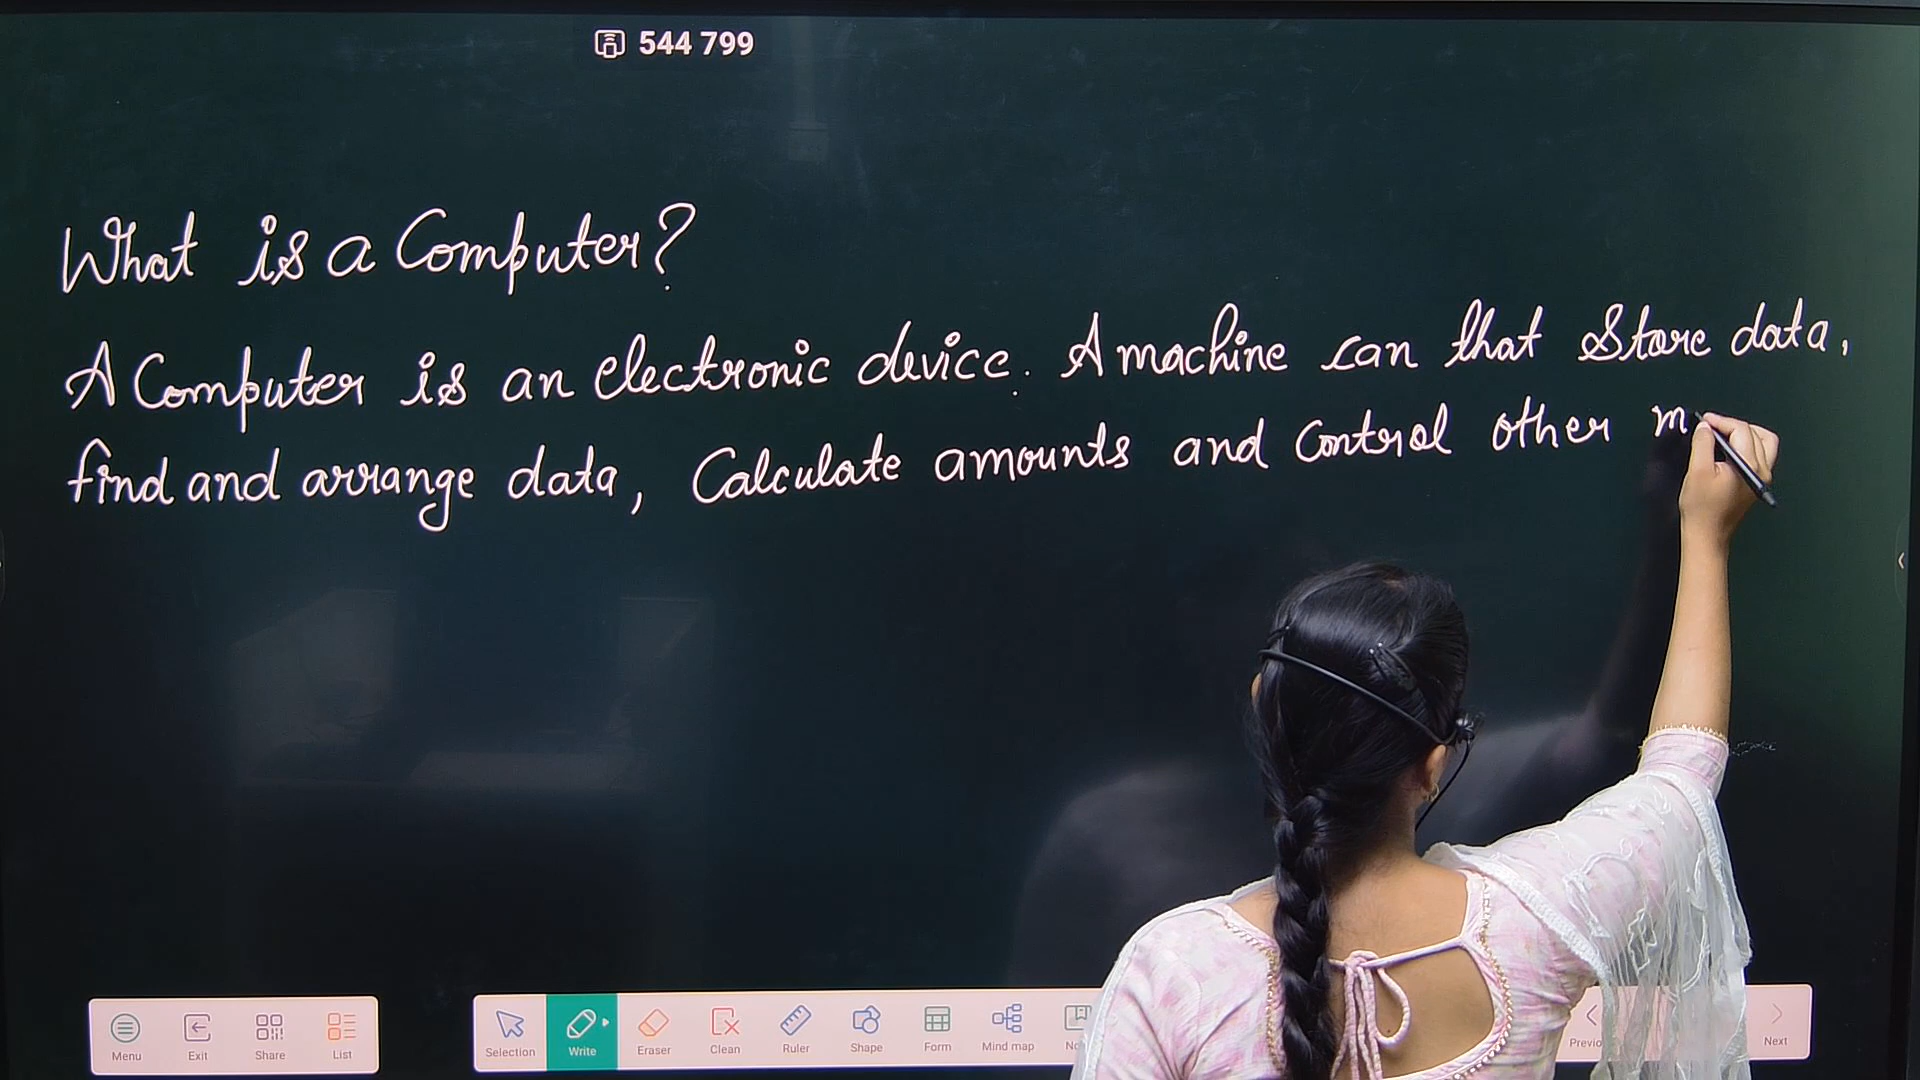 544 799
What is a Computer?
A Computer is an electronic device. A machine can that Store data,
find and arrange data, Calculate amounts and Control other m
Menu Exit Share List Selection Write Eraser Clean Ruler Shape Form Mind map Next